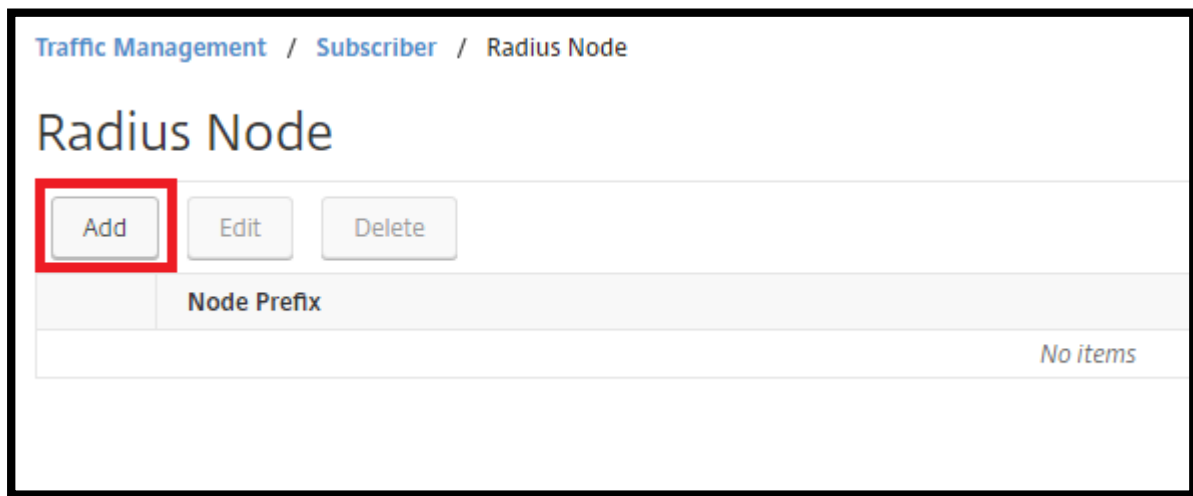 Traffic Management / Subscriber / Radius Node
Radius Node
Add Edit Delete
Node Prefix
No items